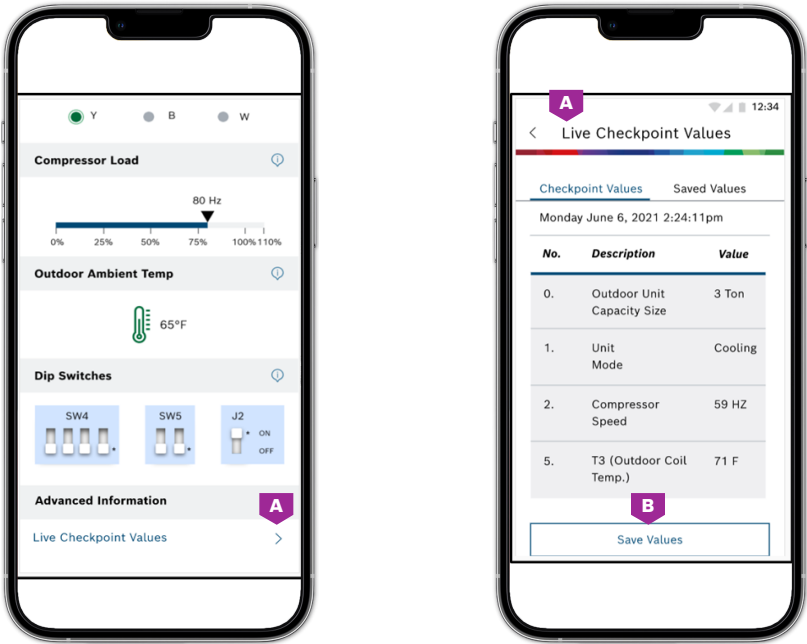 Y B W
Compressor Load
80 Hz
0% 25% 50% 75% 100% 110%
Outdoor Ambient Temp
65°F
Dip Switches
SW4 SW5 J2
* * * ON
OFF
Advanced Information
A
Live Checkpoint Values
A
12:34
Live Checkpoint Values
Checkpoint Values Saved Values
Monday June 6, 2021 2:24:11pm
No. Description Value
0. Outdoor Unit 3 Ton
Capacity Size
1. Unit Cooling
Mode
2. Compressor 59 HZ
Speed
5. T3 (Outdoor Coil 71 F
Temp.)
B
Save Values